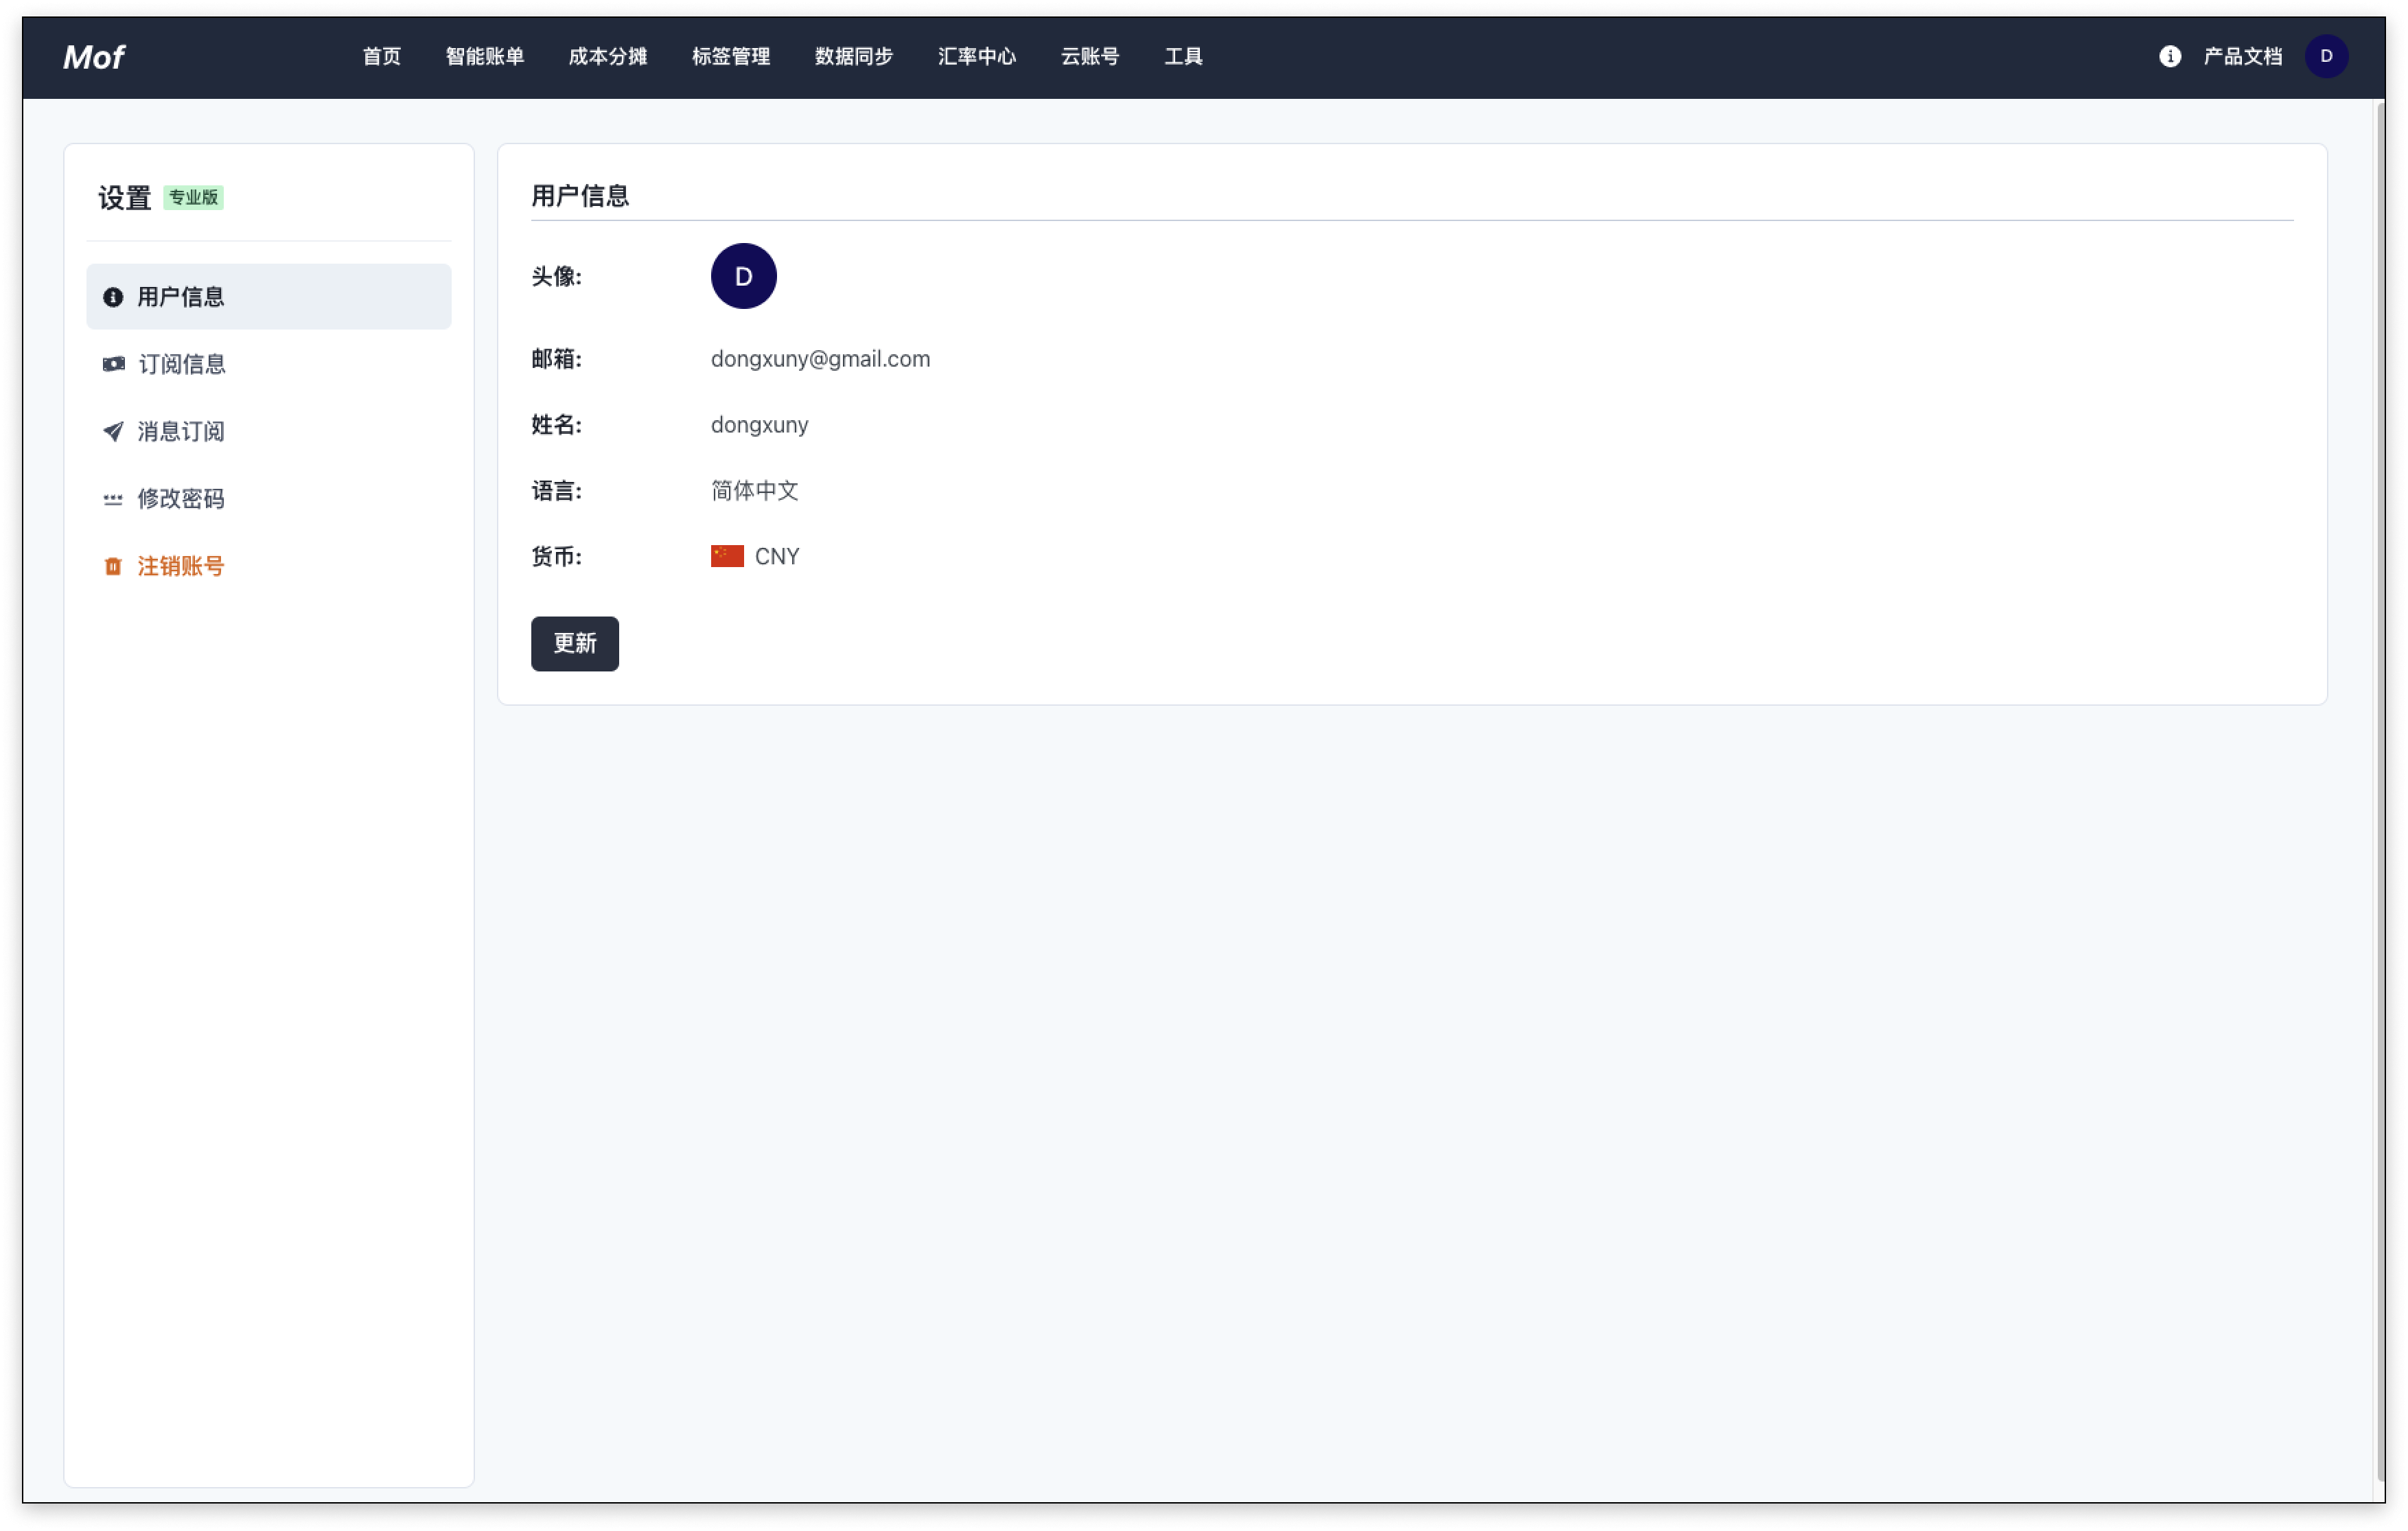 Mof 首页 智能账单 成本分摊 标签管理 数据同步 汇率中心 云账号 工具 产品文档 D
设置 专业版
用户信息
订阅信息
消息订阅
修改密码
注销账号
用户信息
头像: D
邮箱: dongxuny@gmail.com
姓名: dongxuny
语言: 简体中文
货币: CNY
更新